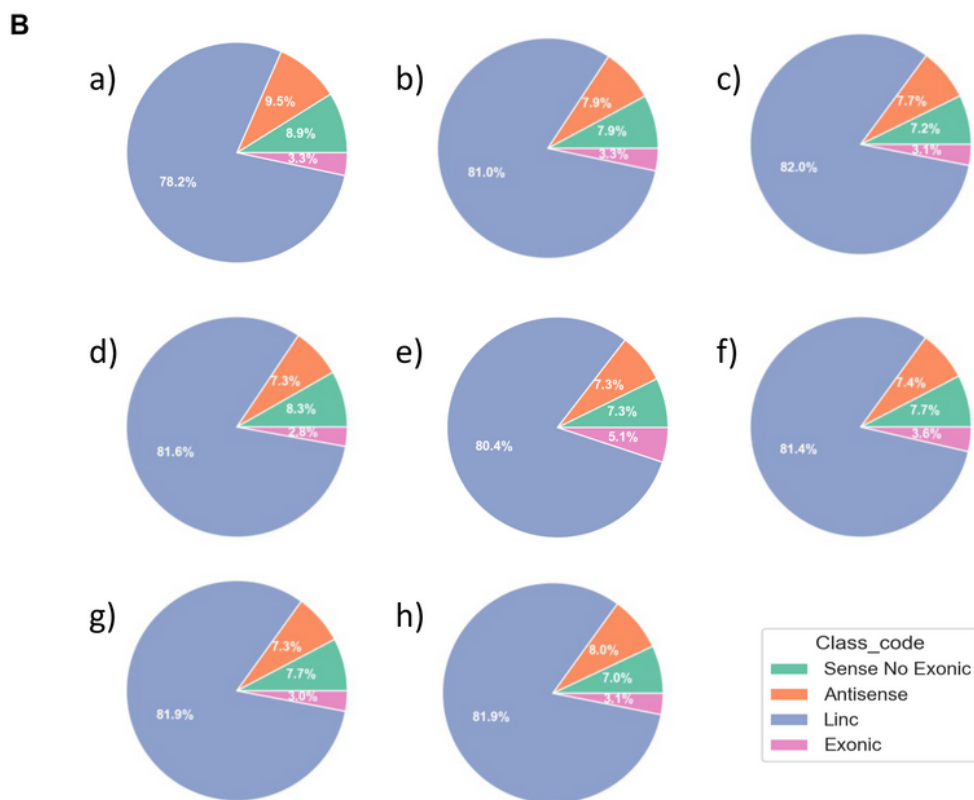 B
a)
9.5%
8.9%
3.3%
78.2%
b)
7.9%
7.9%
3.3%
81.0%
c)
7.7%
7.2%
3.1%
82.0%
d)
7.3%
8.3%
2.8%
81.6%
e)
7.3%
7.3%
5.1%
80.4%
f)
7.4%
7.7%
3.6%
81.4%
g)
7.3%
7.7%
3.0%
81.9%
h)
8.0%
7.0%
3.1%
81.9%
Class_code
Sense No Exonic
Antisense
Linc
Exonic